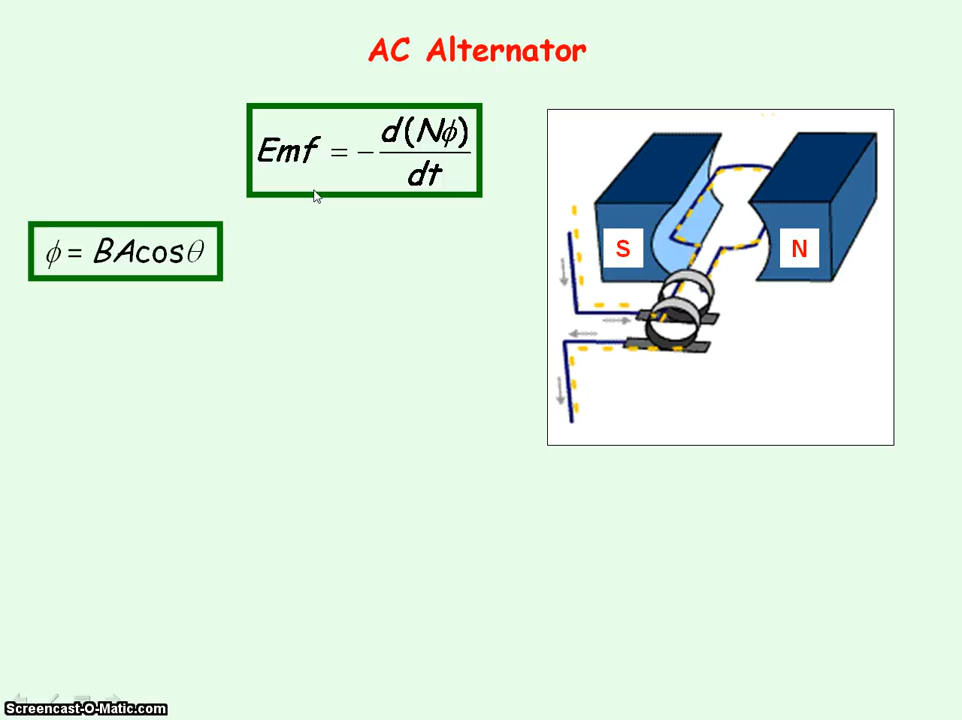 AC Alternator
Emf = − d(Nϕ)/dt
ϕ = BAcosθ
S
N
Screencast-O-Matic.com